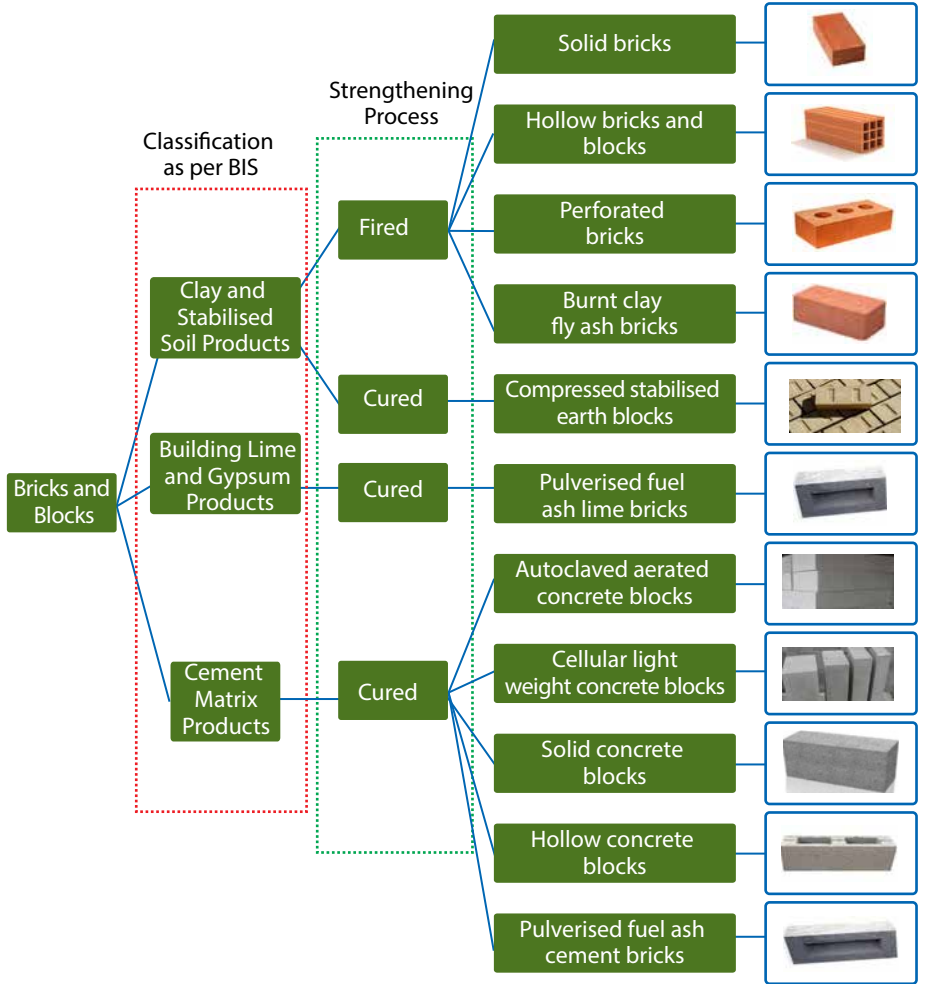 Solid bricks
Strengthening
Process
Hollow bricks and
blocks
Classification
as per BIS
Fired
Perforated
bricks
Clay and
Stabilised
Soil Products
Burnt clay
fly ash bricks
Cured
Compressed stabilised
earth blocks
Building Lime
and Gypsum
Products
Bricks and
Blocks
Cured
Pulverised fuel
ash lime bricks
Autoclaved aerated
concrete blocks
Cement
Matrix
Products
Cured
Cellular light
weight concrete blocks
Solid concrete
blocks
Hollow concrete
blocks
Pulverised fuel ash
cement bricks